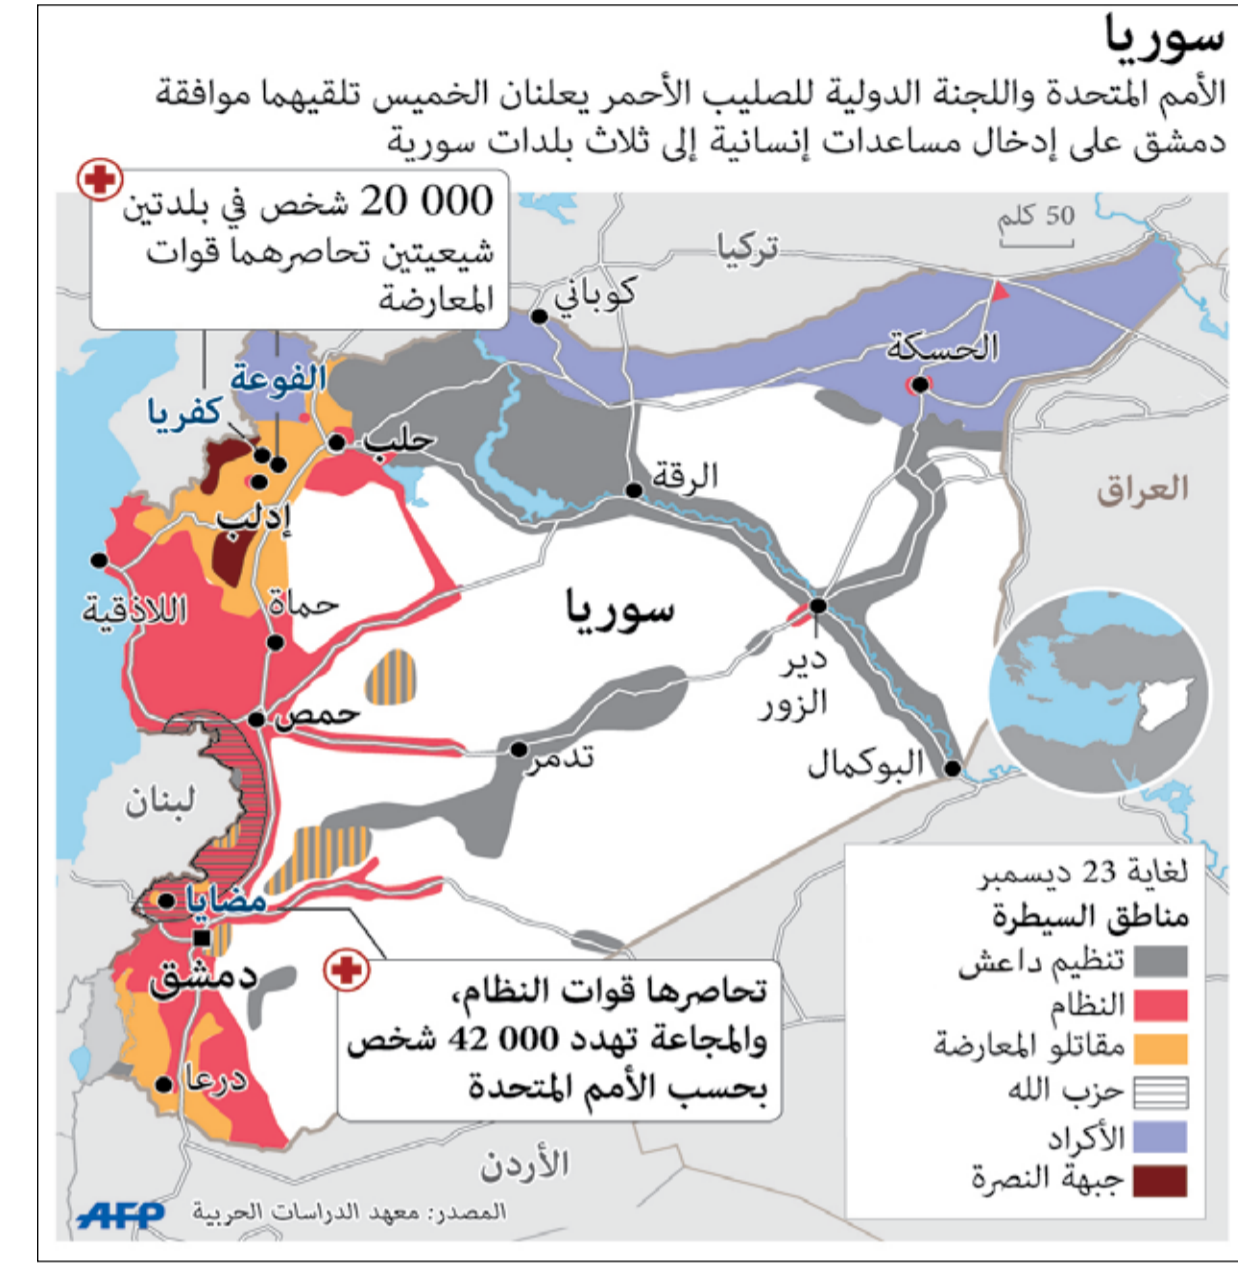 سوريا
الأمم المتحدة واللجنة الدولية للصليب الأحمر يعلنان الخميس تلقيهما موافقة
دمشق على إدخال مساعدات إنسانية إلى ثلاث بلدات سورية
20 000 شخص في بلدتين
شيعيتين تحاصرهما قوات
المعارضة
50 كلم
تركيا
كوباني
الحسكة
الفوعة
كفريا
حلب
الرقة
العراق
إدلب
اللاذقية
حماة
سوريا
دير
الزور
حمص
تدمر
البوكمال
لبنان
مضايا
دمشق
تحاصرها قوات النظام،
والمجاعة تهدد 000 42 شخص
بحسب الأمم المتحدة
درعا
الأردن
لغاية 23 ديسمبر
مناطق السيطرة
تنظيم داعش
النظام
مقاتلو المعارضة
حزب الله
الأكراد
جبهة النصرة
المصدر: معهد الدراسات الحربية
AFP